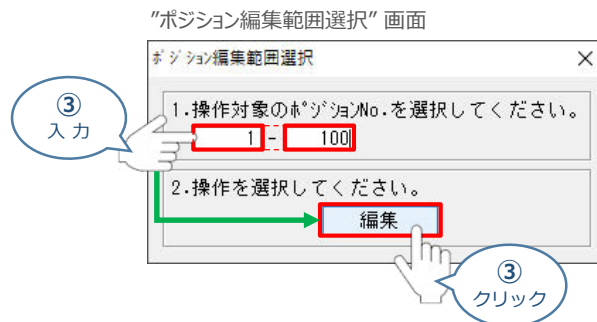 ”ポジション編集範囲選択” 画面
ポジション編集範囲選択
1.操作対象のポジションNo.を選択してください。
1 - 100
2.操作を選択してください。
編集
③
入 力
③
クリック